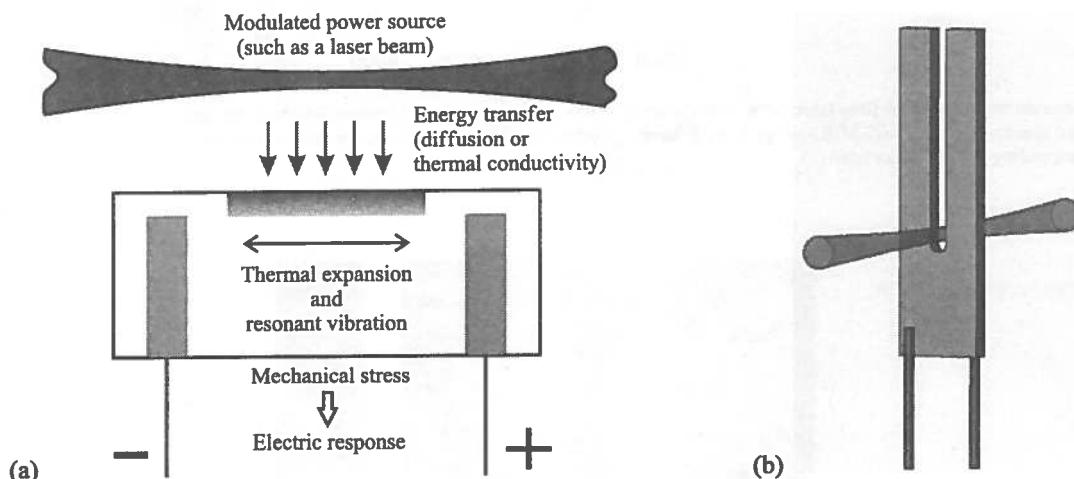 Modulated power source
(such as a laser beam)
Energy transfer
(diffusion or
thermal conductivity)
Thermal expansion
and
resonant vibration
Mechanical stress
Electric response
−
+
(a)
(b)